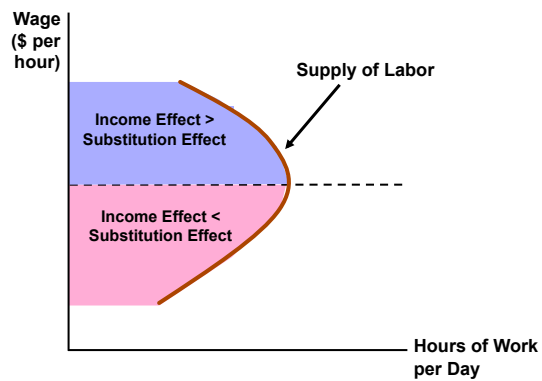 Wage
($ per
hour)
Supply of Labor
Income Effect >
Substitution Effect
Income Effect <
Substitution Effect
Hours of Work
per Day